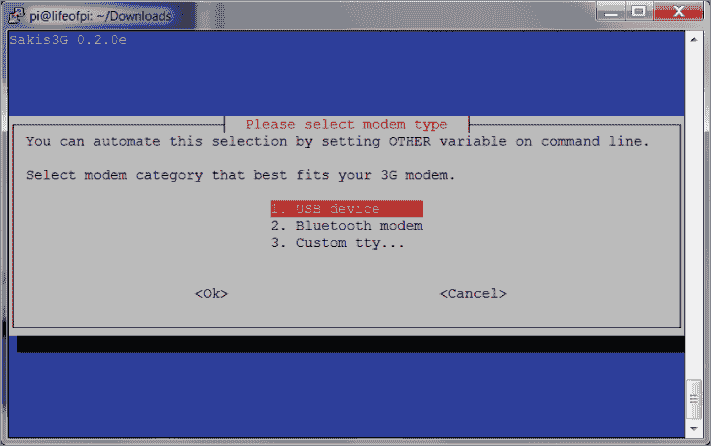 pi@lifeofpi: ~/Downloads
Sakis3G 0.2.0e
Please select modem type
You can automate this selection by setting OTHER variable on command line.
Select modem category that best fits your 3G modem.
1. USB device
2. Bluetooth modem
3. Custom tty...
<Ok> <Cancel>